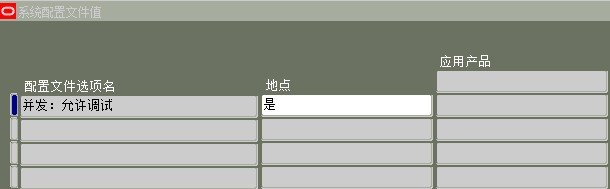 系统配置文件值
应用产品
配置文件选项名
地点
并发：允许调试
是